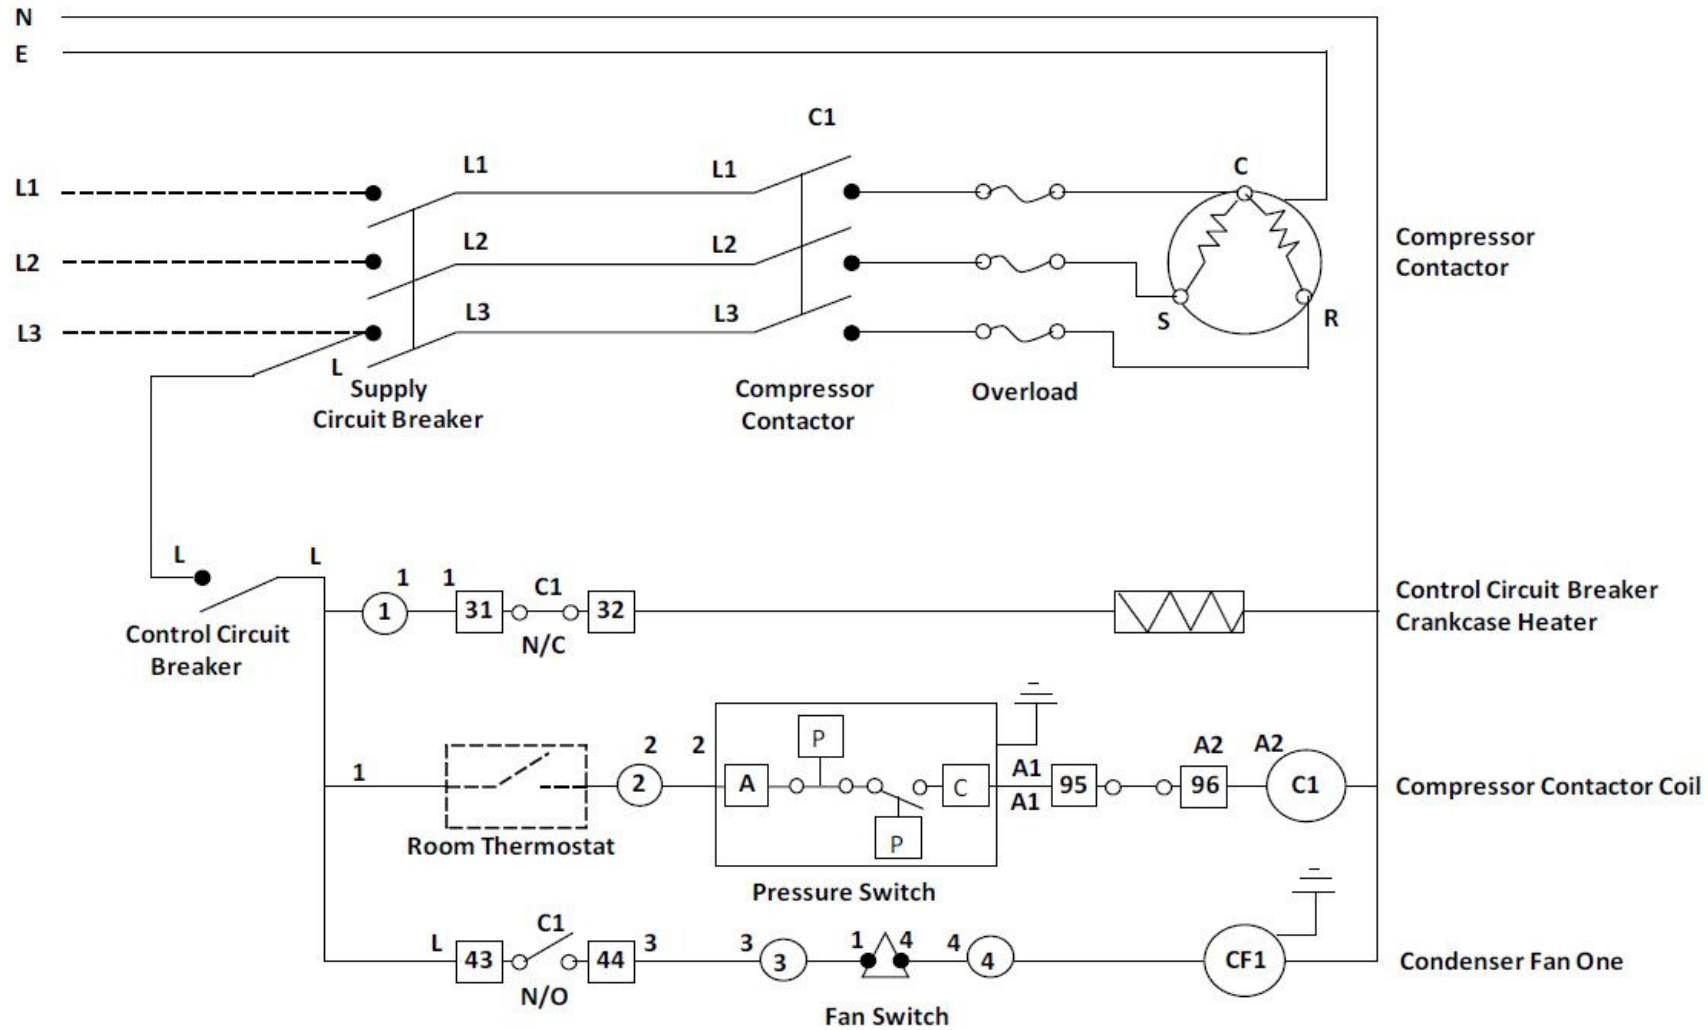 N
E
C1
L1
L1
L1
C
L2
L2
L2
Compressor
Contactor
L3
L3
L3
S
R
L
Supply
Circuit Breaker
Compressor
Contactor
Overload
L
L
1
1
C1
1
31
32
N/C
Control Circuit
Breaker
Control Circuit Breaker
Crankcase Heater
2
2
P
A2
A2
1
2
A
C
A1
A1
95
96
C1
Compressor Contactor Coil
P
Room Thermostat
Pressure Switch
C1
L
43
44
3
3
3
1
4
4
4
CF1
Condenser Fan One
N/O
Fan Switch